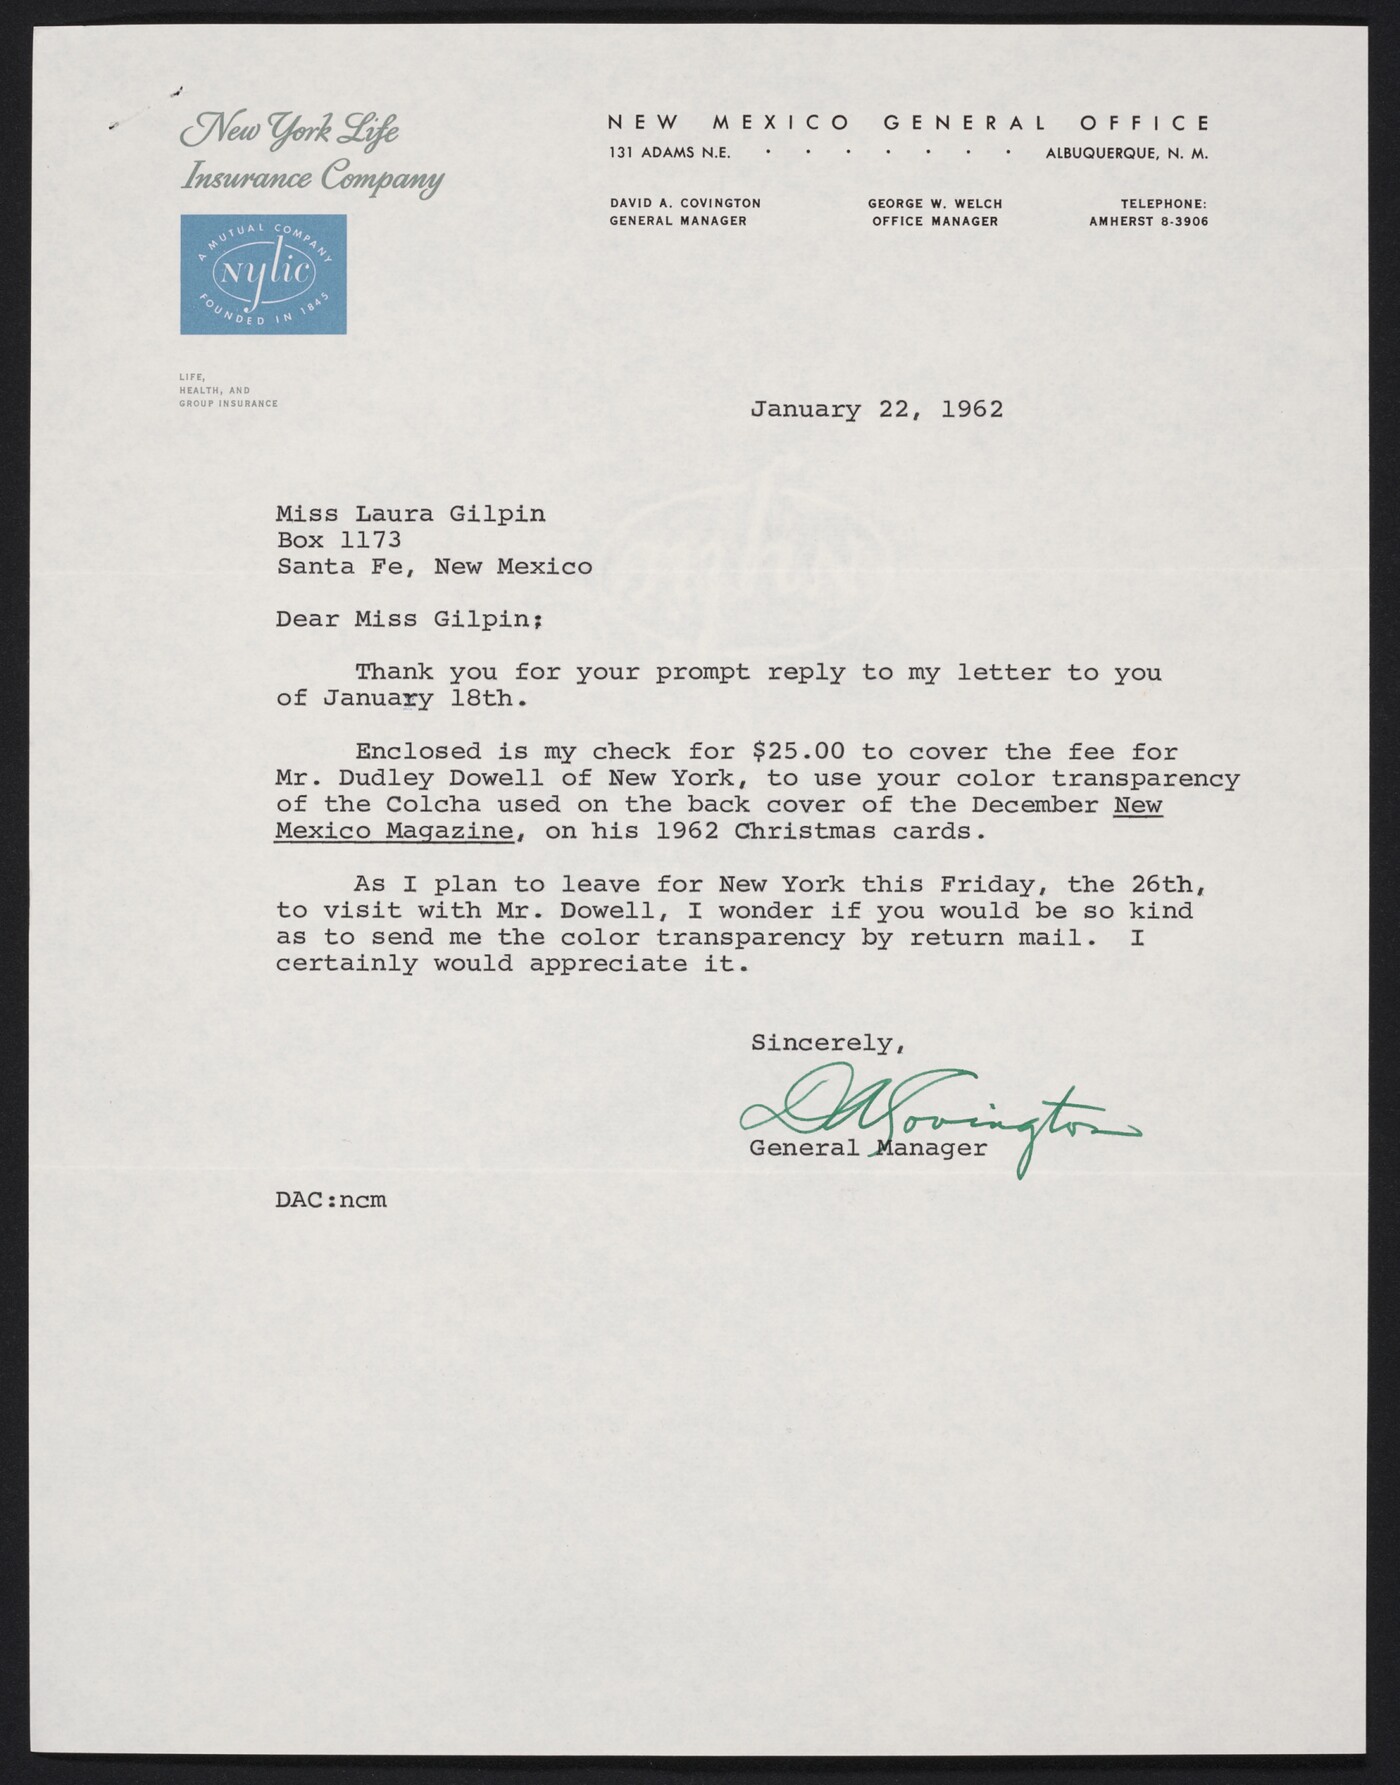 New York Life
Insurance Company
A MUTUAL COMPANY
nylic
FOUNDED IN 1845
LIFE,
HEALTH, AND
GROUP INSURANCE
NEW MEXICO GENERAL OFFICE
131 ADAMS N.E. . . . . . . . ALBUQUERQUE, N. M.
DAVID A. COVINGTON GEORGE W. WELCH TELEPHONE:
GENERAL MANAGER OFFICE MANAGER AMHERST 8-3906
January 22, 1962
Miss Laura Gilpin
Box 1173
Santa Fe, New Mexico
Dear Miss Gilpin;
Thank you for your prompt reply to my letter to you
of January 18th.
Enclosed is my check for $25.00 to cover the fee for
Mr. Dudley Dowell of New York, to use your color transparency
of the Colcha used on the back cover of the December New
Mexico Magazine, on his 1962 Christmas cards.
As I plan to leave for New York this Friday, the 26th,
to visit with Mr. Dowell, I wonder if you would be so kind
as to send me the color transparency by return mail. I
certainly would appreciate it.
Sincerely,
DACovington
General Manager
DAC:ncm